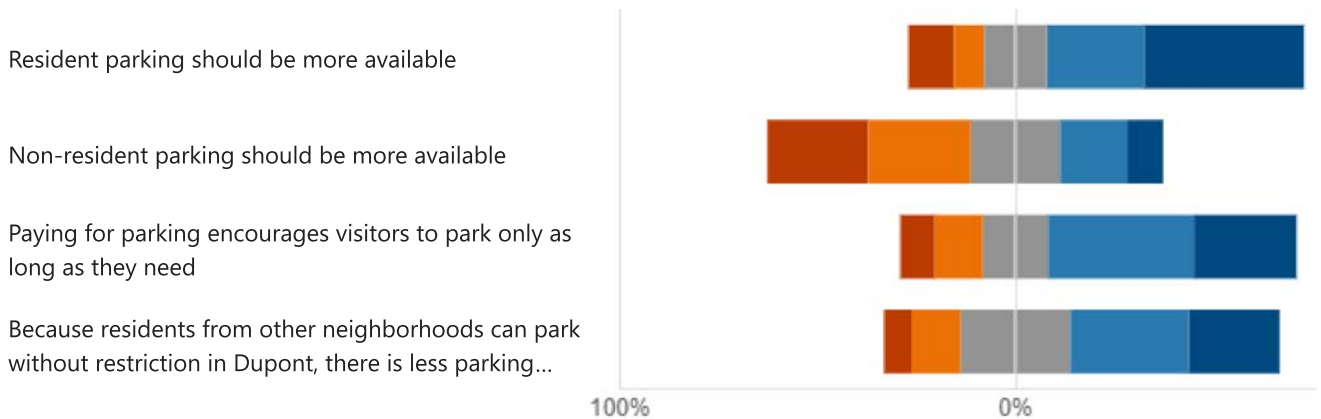 Resident parking should be more available
Non-resident parking should be more available
Paying for parking encourages visitors to park only as
long as they need
Because residents from other neighborhoods can park
without restriction in Dupont, there is less parking...
100%
0%